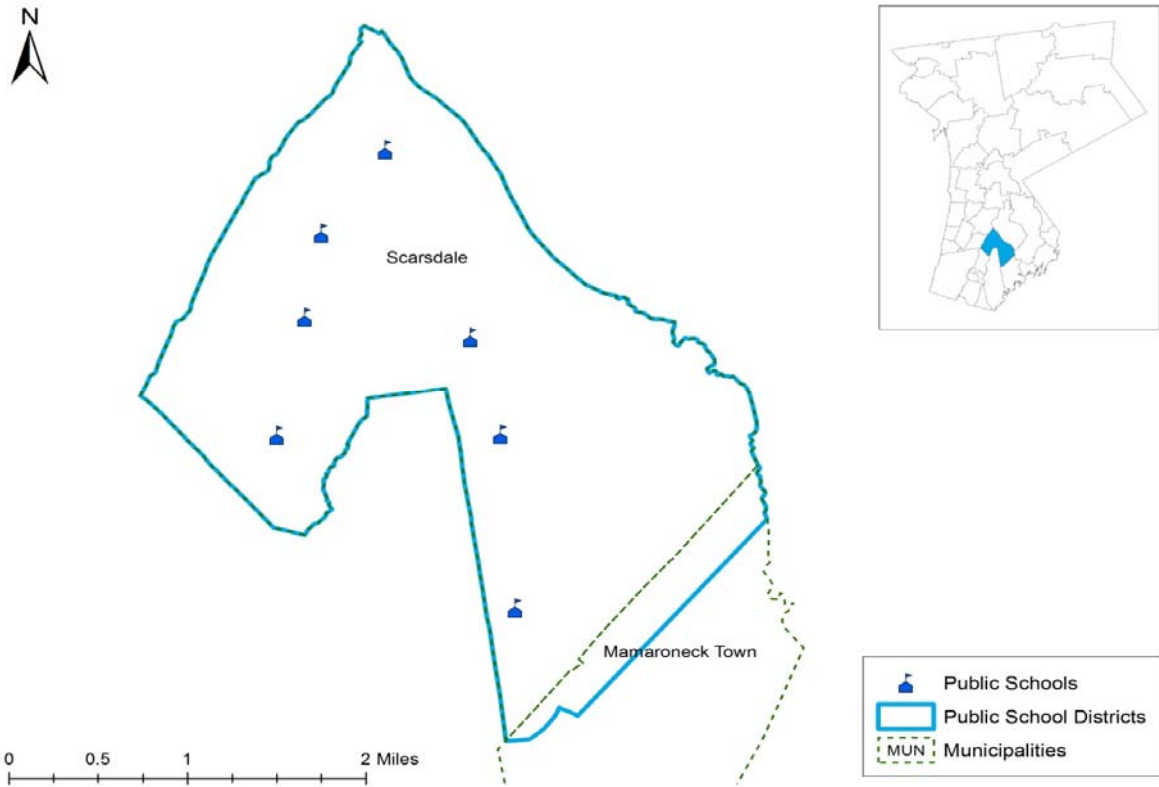 N
Scarsdale
Mamaroneck Town
0 0.5 1 2 Miles
Public Schools
Public School Districts
MUN Municipalities